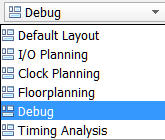 Debug
Default Layout
I/O Planning
Clock Planning
Floorplanning
Debug
Timing Analysis